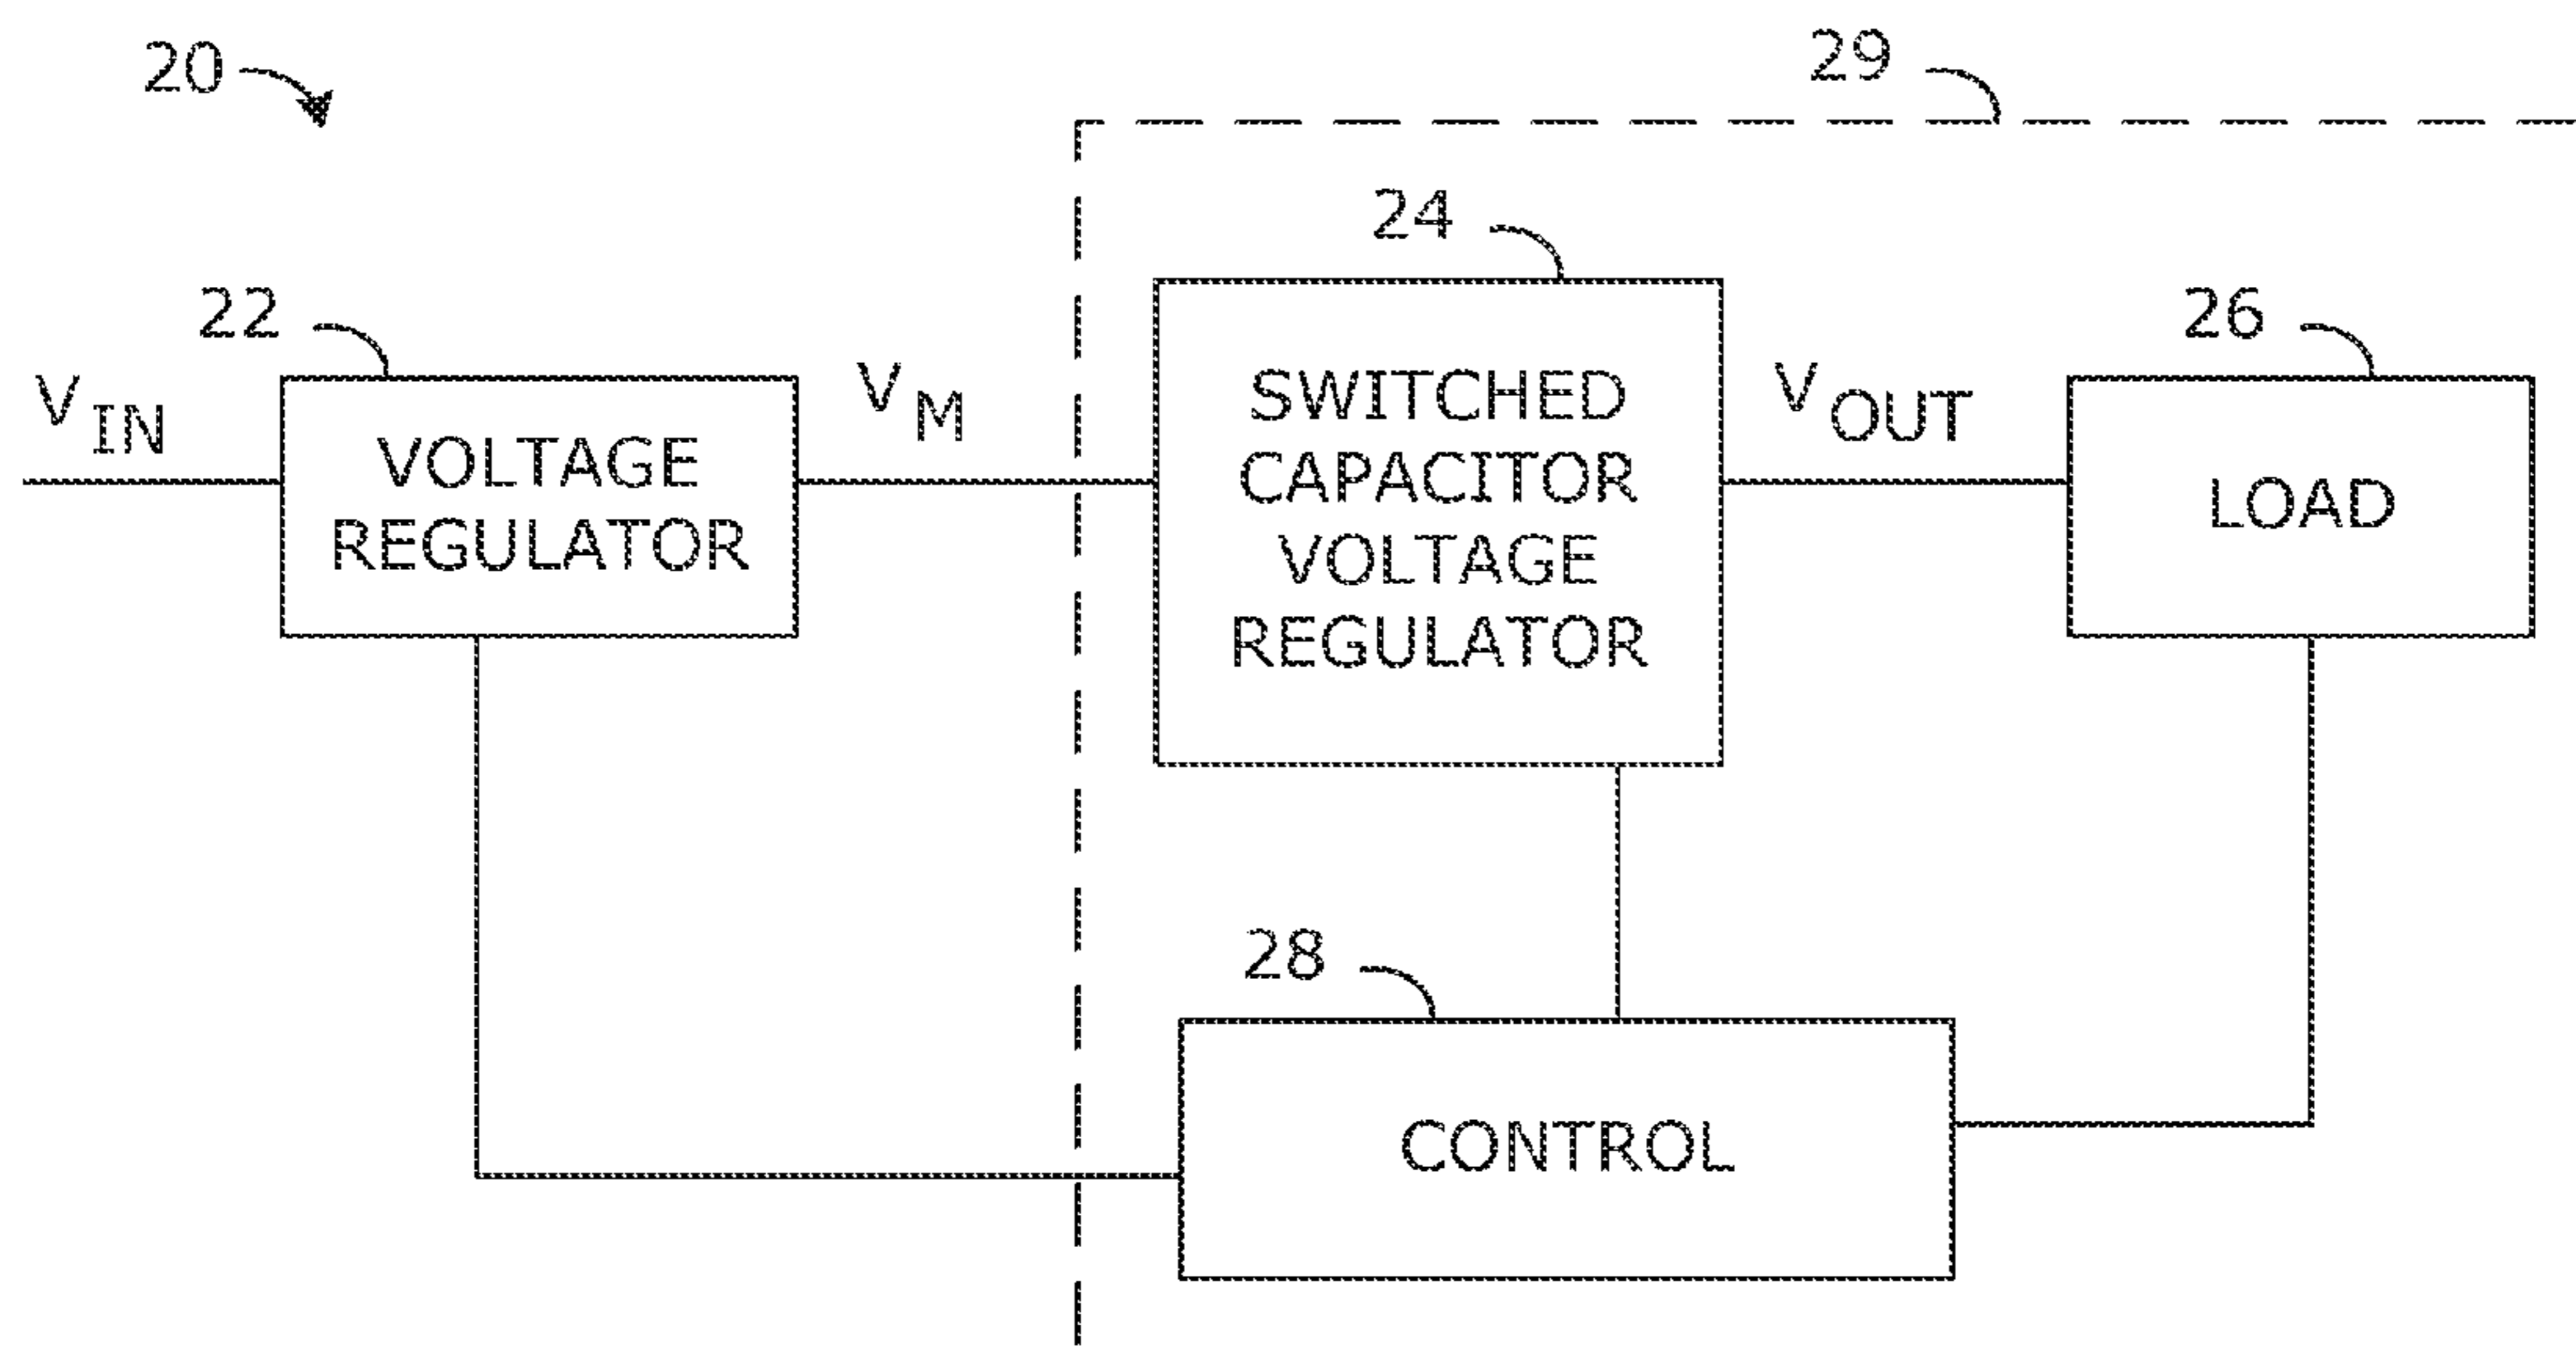 20
29
24
22
26
V IN
V M
V OUT
VOLTAGE
REGULATOR
SWITCHED
CAPACITOR
VOLTAGE
REGULATOR
LOAD
28
CONTROL